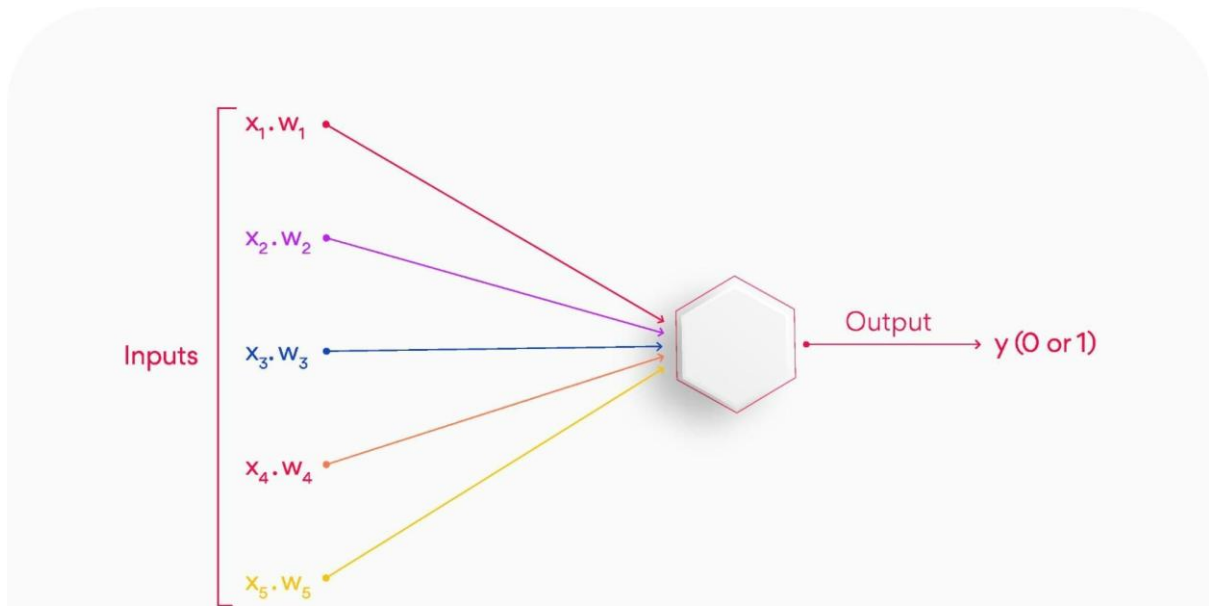 x₁.w₁
x₂.w₂
Output
y (0 or 1)
Inputs
x₃.w₃
x₄.w₄
x₅.w₅